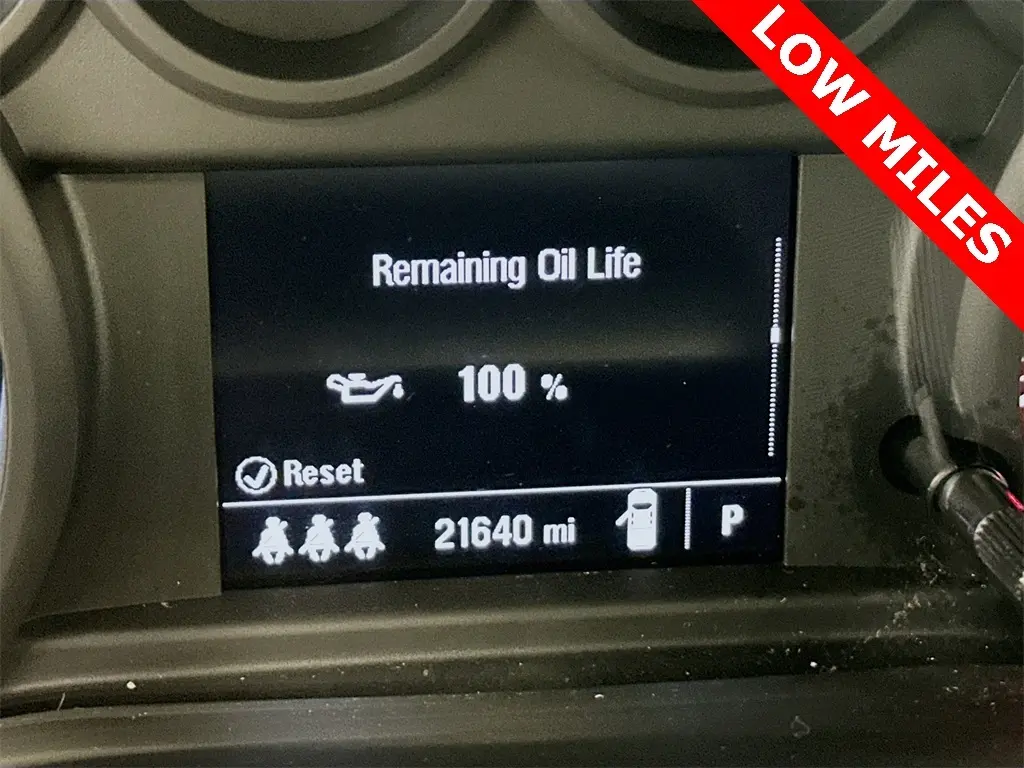 LOW MILES
Remaining Oil Life
100 %
Reset
21640 mi
P